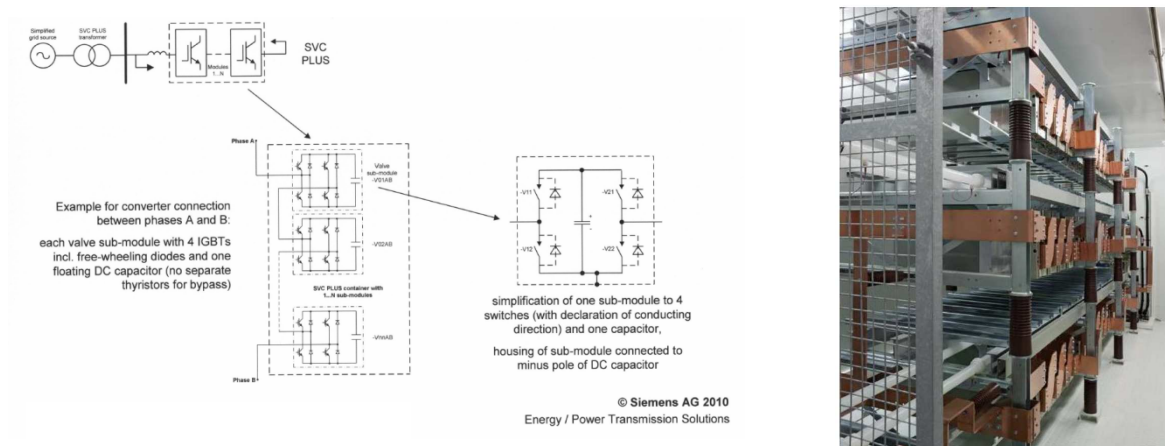 Simplified
grid source
SVC PLUS
transformer
Modules
1...N
SVC
PLUS
Phase A
Valve
sub-module
-V01AB
-V02AB
SVC PLUS container with
1...N sub-modules
-VnnAB
Phase B
Example for converter connection
between phases A and B:
each valve sub-module with 4 IGBTs
incl. free-wheeling diodes and one
floating DC capacitor (no separate
thyristors for bypass)
-V11
-V21
+
-
-V12
-V22
simplification of one sub-module to 4
switches (with declaration of conducting
direction) and one capacitor,
housing of sub-module connected to
minus pole of DC capacitor
© Siemens AG 2010
Energy / Power Transmission Solutions